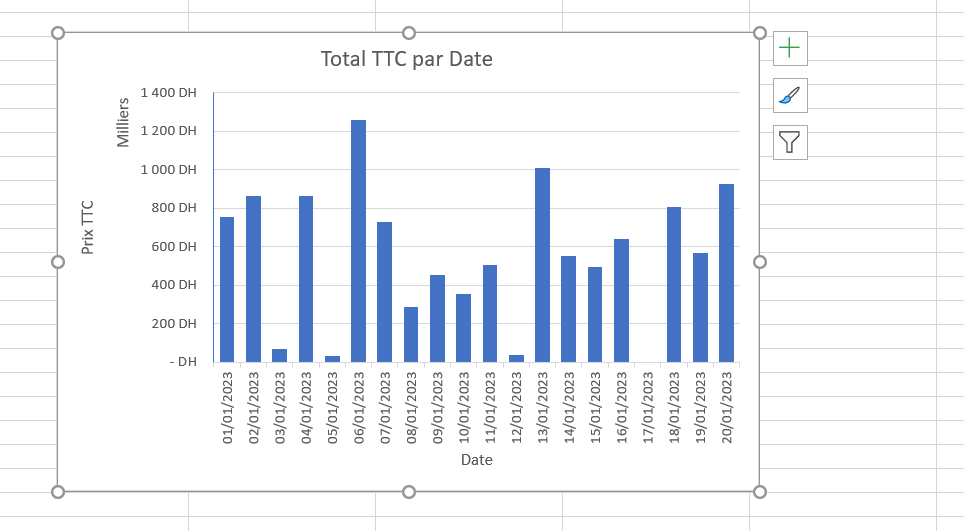 Total TTC par Date
Milliers
Prix TTC
1 400 DH
1 200 DH
1 000 DH
800 DH
600 DH
400 DH
200 DH
- DH
01/01/2023
02/01/2023
03/01/2023
04/01/2023
05/01/2023
06/01/2023
07/01/2023
08/01/2023
09/01/2023
10/01/2023
11/01/2023
12/01/2023
13/01/2023
14/01/2023
15/01/2023
16/01/2023
17/01/2023
18/01/2023
19/01/2023
20/01/2023
Date